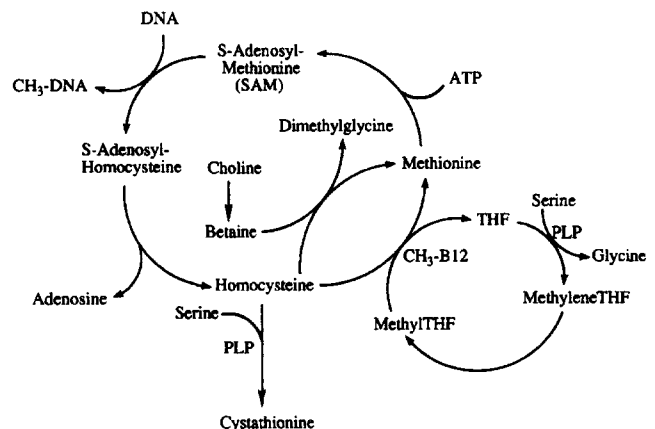 DNA
S-Adenosyl-
Methionine
(SAM)
CH₃-DNA
ATP
Dimethylglycine
S-Adenosyl-
Homocysteine
Choline
Methionine
Serine
THF
PLP
Betaine
CH₃-B12
Glycine
Homocysteine
Adenosine
Serine
MethylTHF
MethyleneTHF
PLP
Cystathionine